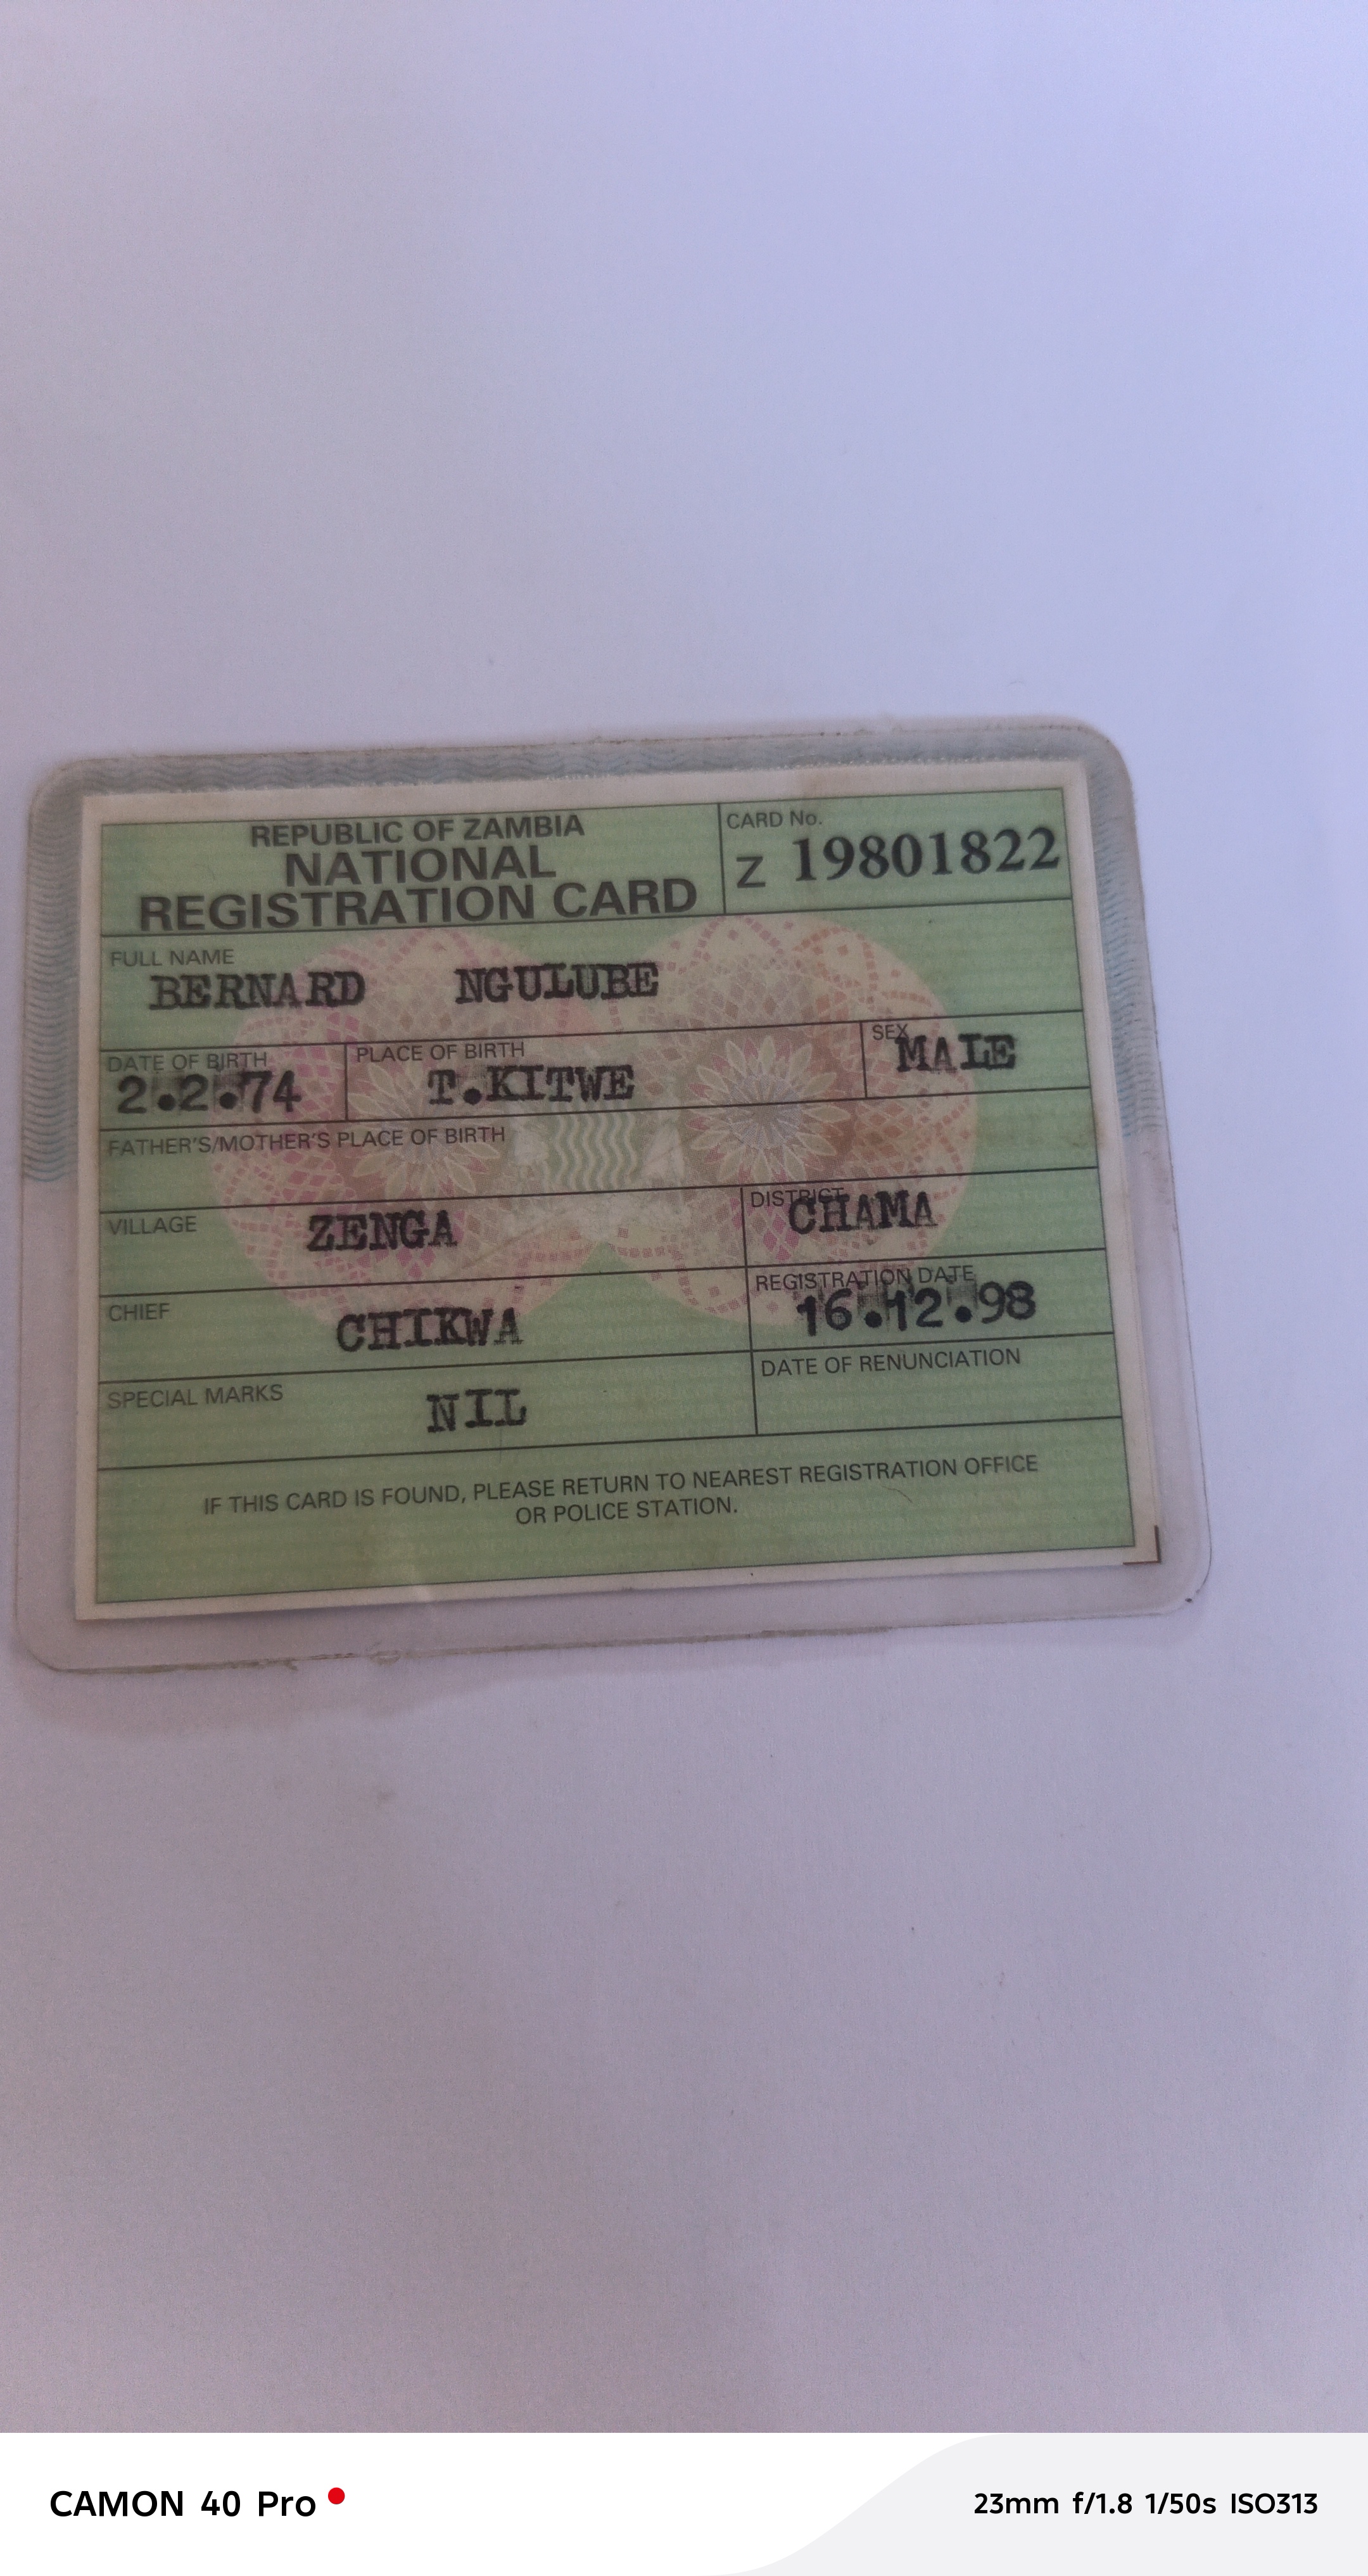 REPUBLIC OF ZAMBIA
NATIONAL
REGISTRATION CARD
CARD No.
Z 19801822
FULL NAME
BERNARD NGULUBE
DATE OF BIRTH
2.2.74
PLACE OF BIRTH
T.KITWE
SEX
MALE
FATHER'S/MOTHER'S PLACE OF BIRTH
VILLAGE ZENGA
DISTRICT
CHAMA
CHIEF
CHIKWA
REGISTRATION DATE
16.12.98
SPECIAL MARKS
NIL
DATE OF RENUNCIATION
IF THIS CARD IS FOUND, PLEASE RETURN TO NEAREST REGISTRATION OFFICE
OR POLICE STATION.
CAMON 40 Pro
23mm f/1.8 1/50s ISO313